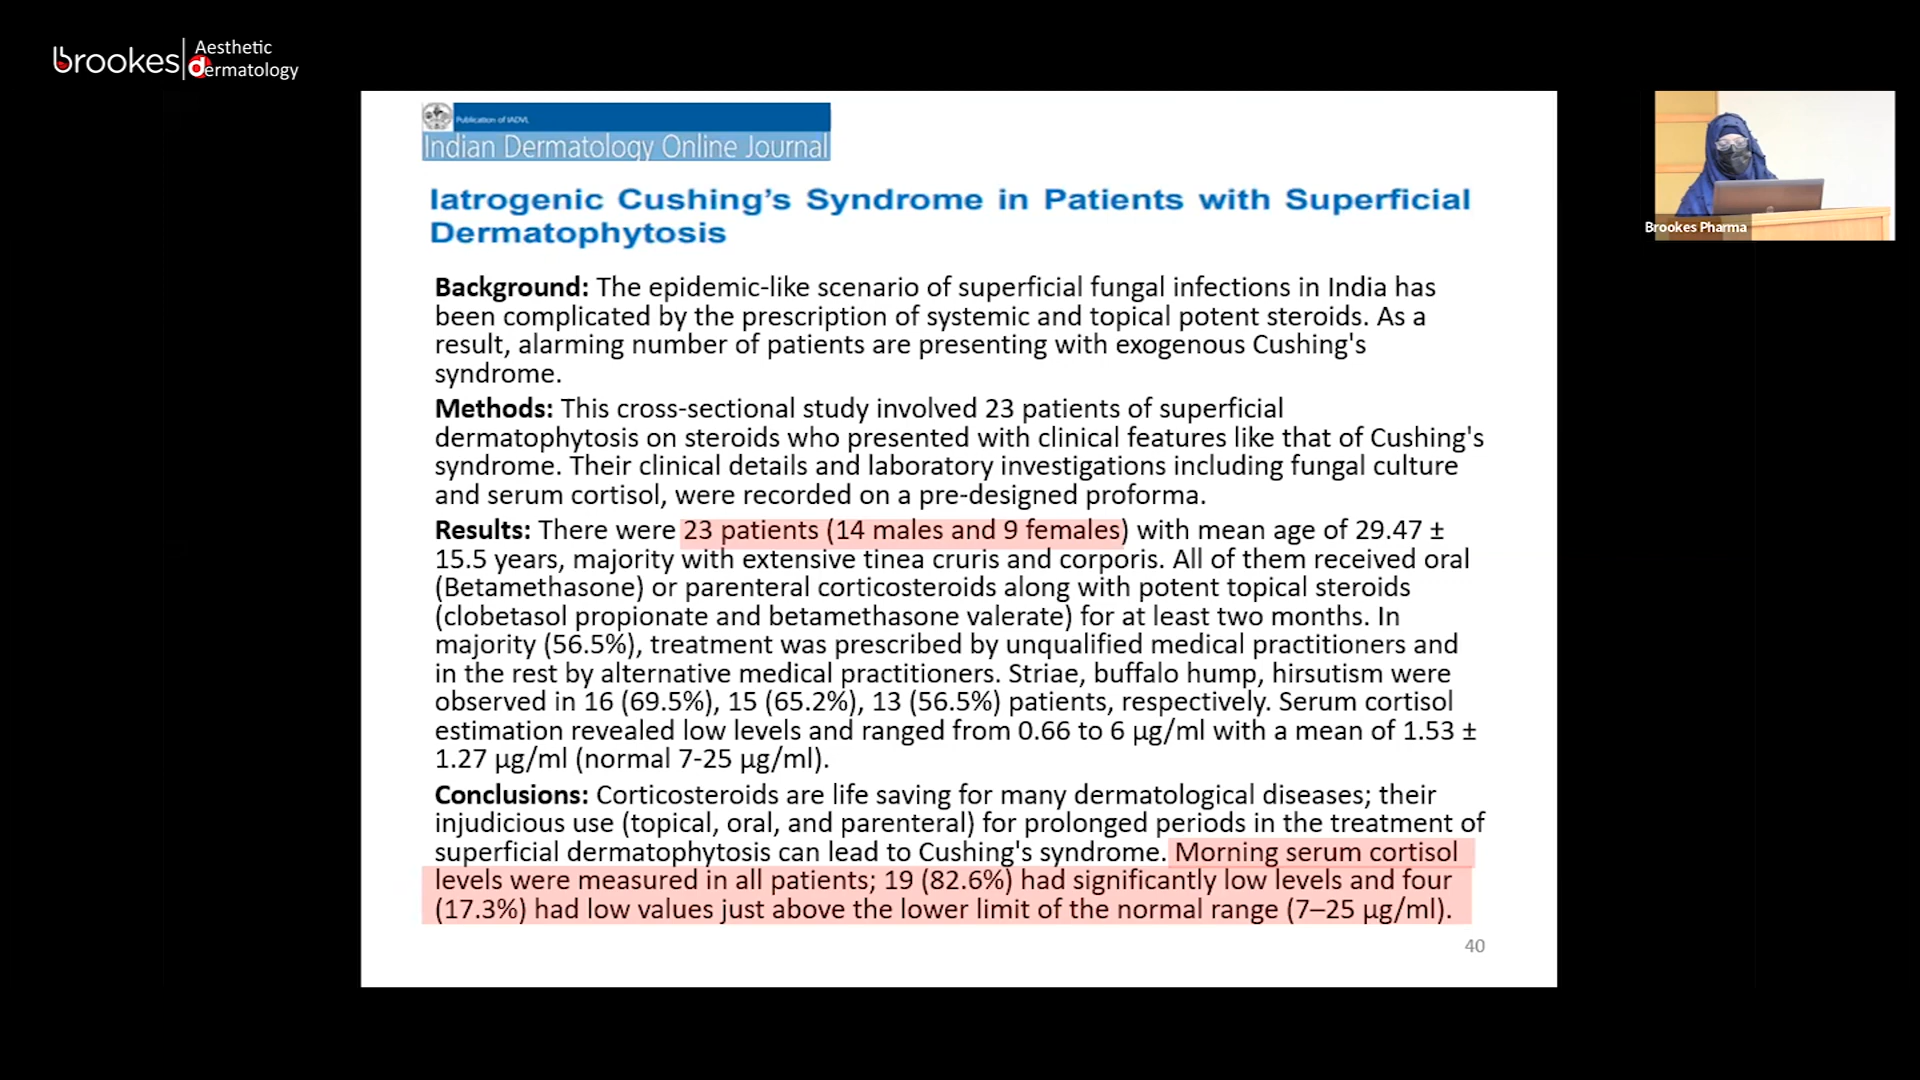 brookes
Aesthetic
dermatology
Publication of IADVL
Indian Dermatology Online Journal
Iatrogenic Cushing's Syndrome in Patients with Superficial
Dermatophytosis
Background: The epidemic-like scenario of superficial fungal infections in India has
been complicated by the prescription of systemic and topical potent steroids. As a
result, alarming number of patients are presenting with exogenous Cushing's
syndrome.
Methods: This cross-sectional study involved 23 patients of superficial
dermatophytosis on steroids who presented with clinical features like that of Cushing's
syndrome. Their clinical details and laboratory investigations including fungal culture
and serum cortisol, were recorded on a pre-designed proforma.
Results: There were 23 patients (14 males and 9 females) with mean age of 29.47 ±
15.5 years, majority with extensive tinea cruris and corporis. All of them received oral
(Betamethasone) or parenteral corticosteroids along with potent topical steroids
(clobetasol propionate and betamethasone valerate) for at least two months. In
majority (56.5%), treatment was prescribed by unqualified medical practitioners and
in the rest by alternative medical practitioners. Striae, buffalo hump, hirsutism were
observed in 16 (69.5%), 15 (65.2%), 13 (56.5%) patients, respectively. Serum cortisol
estimation revealed low levels and ranged from 0.66 to 6 µg/ml with a mean of 1.53 ±
1.27 µg/ml (normal 7-25 µg/ml).
Conclusions: Corticosteroids are life saving for many dermatological diseases; their
injudicious use (topical, oral, and parenteral) for prolonged periods in the treatment of
superficial dermatophytosis can lead to Cushing's syndrome. Morning serum cortisol
levels were measured in all patients; 19 (82.6%) had significantly low levels and four
(17.3%) had low values just above the lower limit of the normal range (7–25 µg/ml).
40
Brookes Pharma